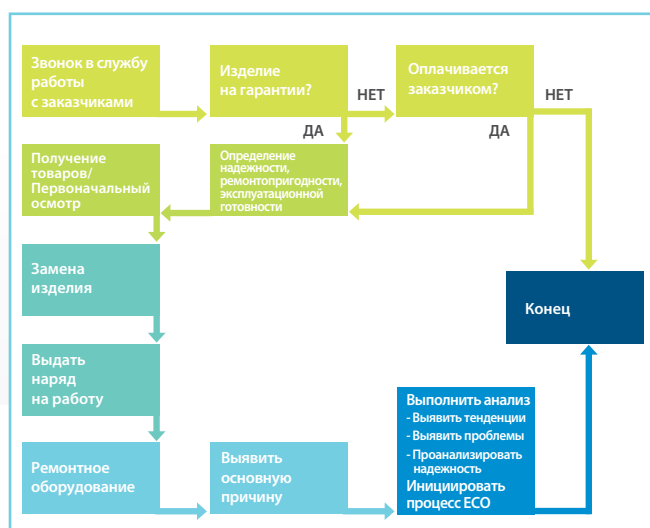 Звонок в службу
работы
с заказчиками
Изделие
на гарантии?
НЕТ
Оплачивается
заказчиком?
НЕТ
ДА
ДА
Получение
товаров/
Первоначальный
осмотр
Определение
надежности,
ремонтопригодности,
эксплуатационной
готовности
Замена
изделия
Конец
Выдать
наряд
на работу
Ремонтное
оборудование
Выявить
основную
причину
Выполнить анализ
- Выявить тенденции
- Выявить проблемы
- Проанализировать
надежность
Инициировать
процесс ECO